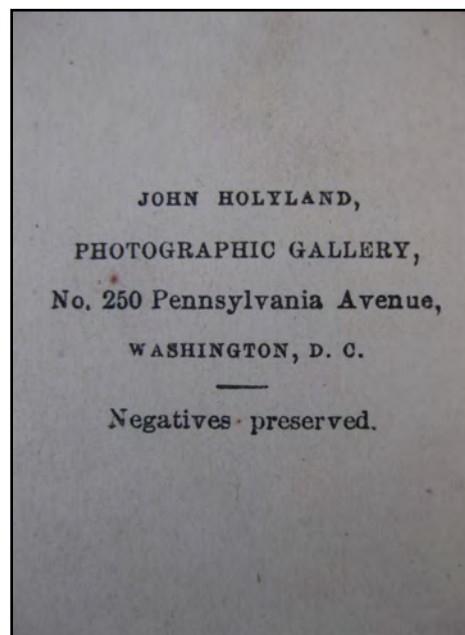 JOHN HOLYLAND,
PHOTOGRAPHIC GALLERY,
No. 250 Pennsylvania Avenue,
WASHINGTON, D. C.
Negatives preserved.